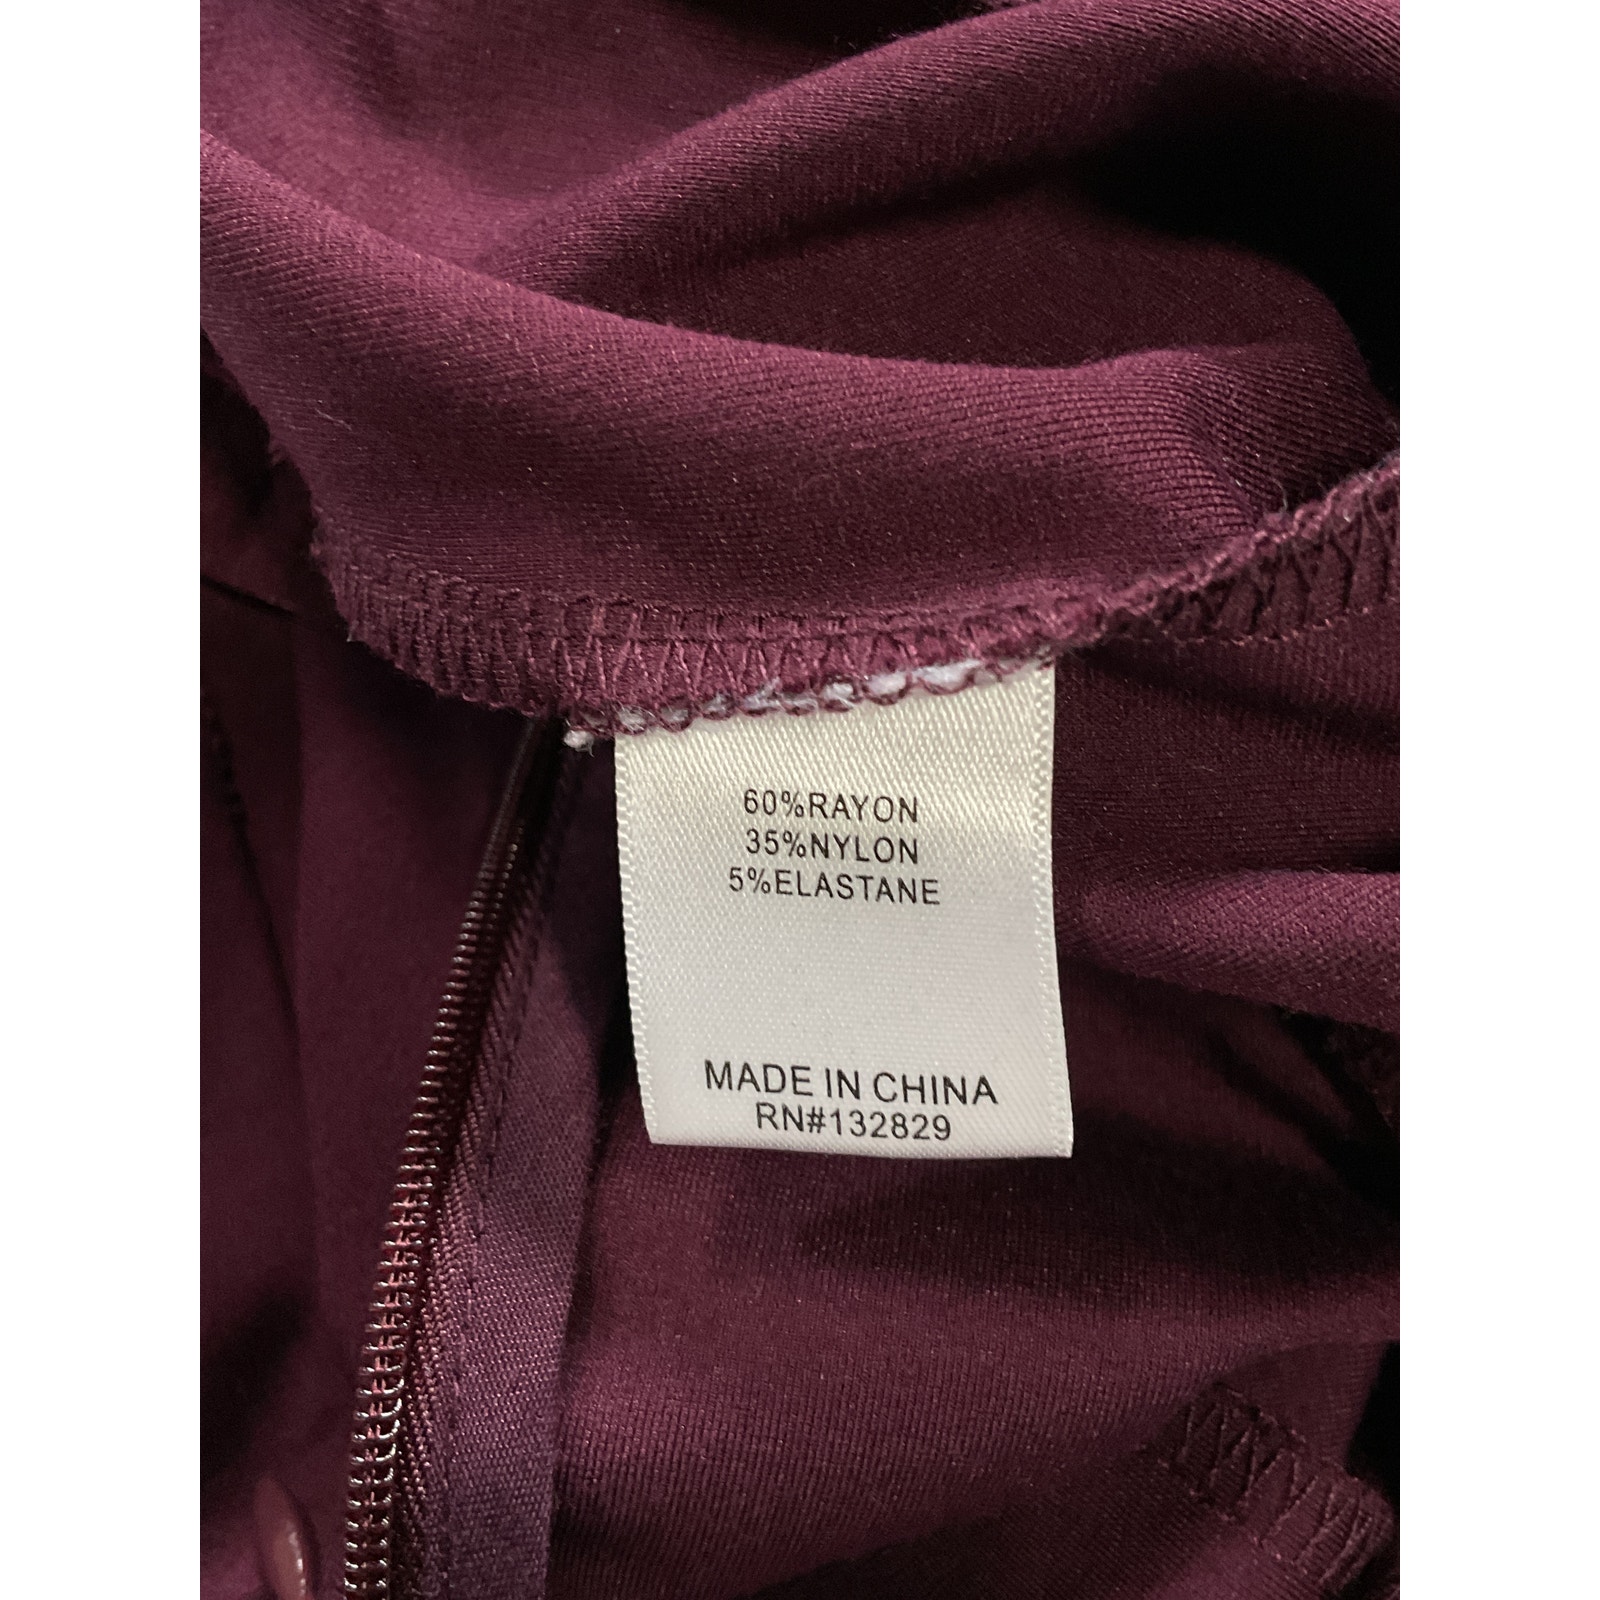 60%RAYON
35%NYLON
5%ELASTANE
MADE IN CHINA
RN#132829